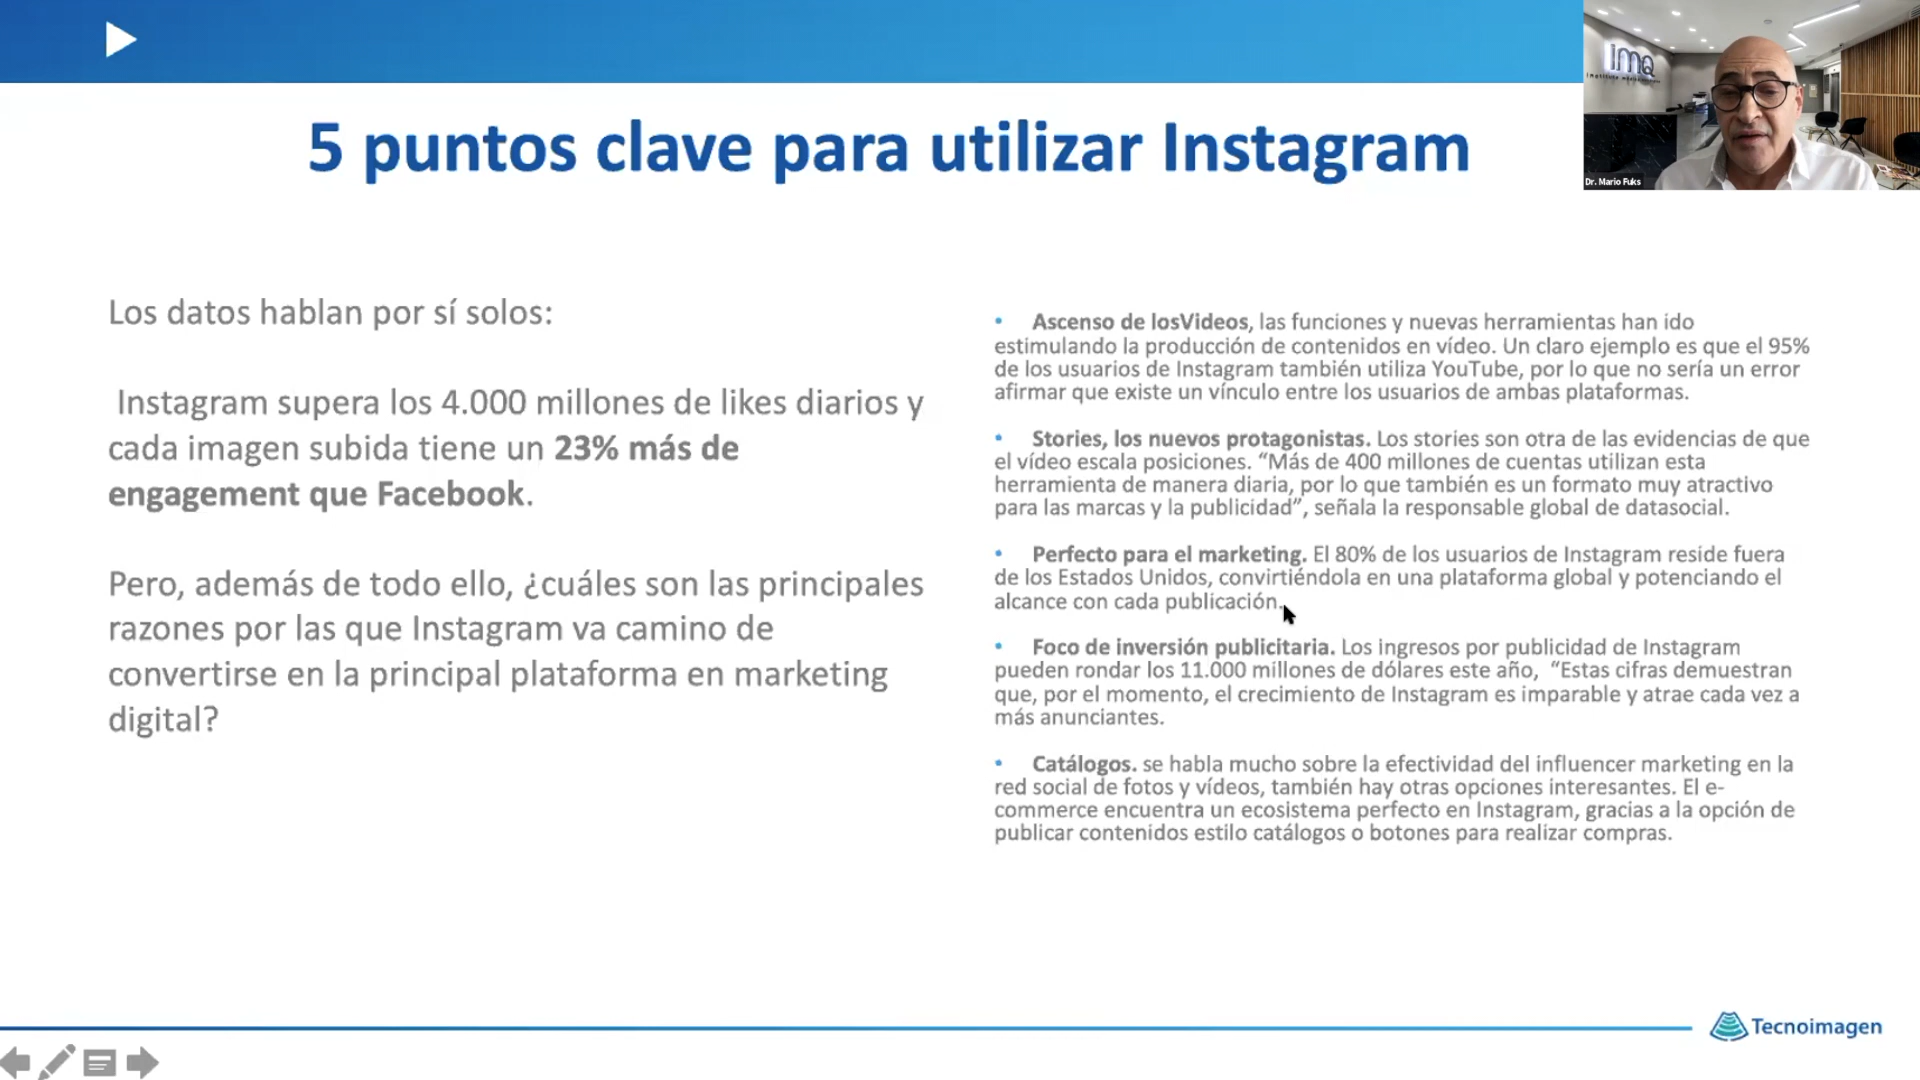 5 puntos clave para utilizar Instagram
imq
Dr. Mario Fuks
Los datos hablan por sí solos:
Instagram supera los 4.000 millones de likes diarios y
cada imagen subida tiene un 23% más de
engagement que Facebook.
Pero, además de todo ello, ¿cuáles son las principales
razones por las que Instagram va camino de
convertirse en la principal plataforma en marketing
digital?
• Ascenso de losVideos, las funciones y nuevas herramientas han ido
estimulando la producción de contenidos en vídeo. Un claro ejemplo es que el 95%
de los usuarios de Instagram también utiliza YouTube, por lo que no sería un error
afirmar que existe un vínculo entre los usuarios de ambas plataformas.
• Stories, los nuevos protagonistas. Los stories son otra de las evidencias de que
el vídeo escala posiciones. “Más de 400 millones de cuentas utilizan esta
herramienta de manera diaria, por lo que también es un formato muy atractivo
para las marcas y la publicidad”, señala la responsable global de datasocial.
• Perfecto para el marketing. El 80% de los usuarios de Instagram reside fuera
de los Estados Unidos, convirtiéndola en una plataforma global y potenciando el
alcance con cada publicación.
• Foco de inversión publicitaria. Los ingresos por publicidad de Instagram
pueden rondar los 11.000 millones de dólares este año, “Estas cifras demuestran
que, por el momento, el crecimiento de Instagram es imparable y atrae cada vez a
más anunciantes.
• Catálogos. se habla mucho sobre la efectividad del influencer marketing en la
red social de fotos y vídeos, también hay otras opciones interesantes. El e-
commerce encuentra un ecosistema perfecto en Instagram, gracias a la opción de
publicar contenidos estilo catálogos o botones para realizar compras.
Tecnoimagen